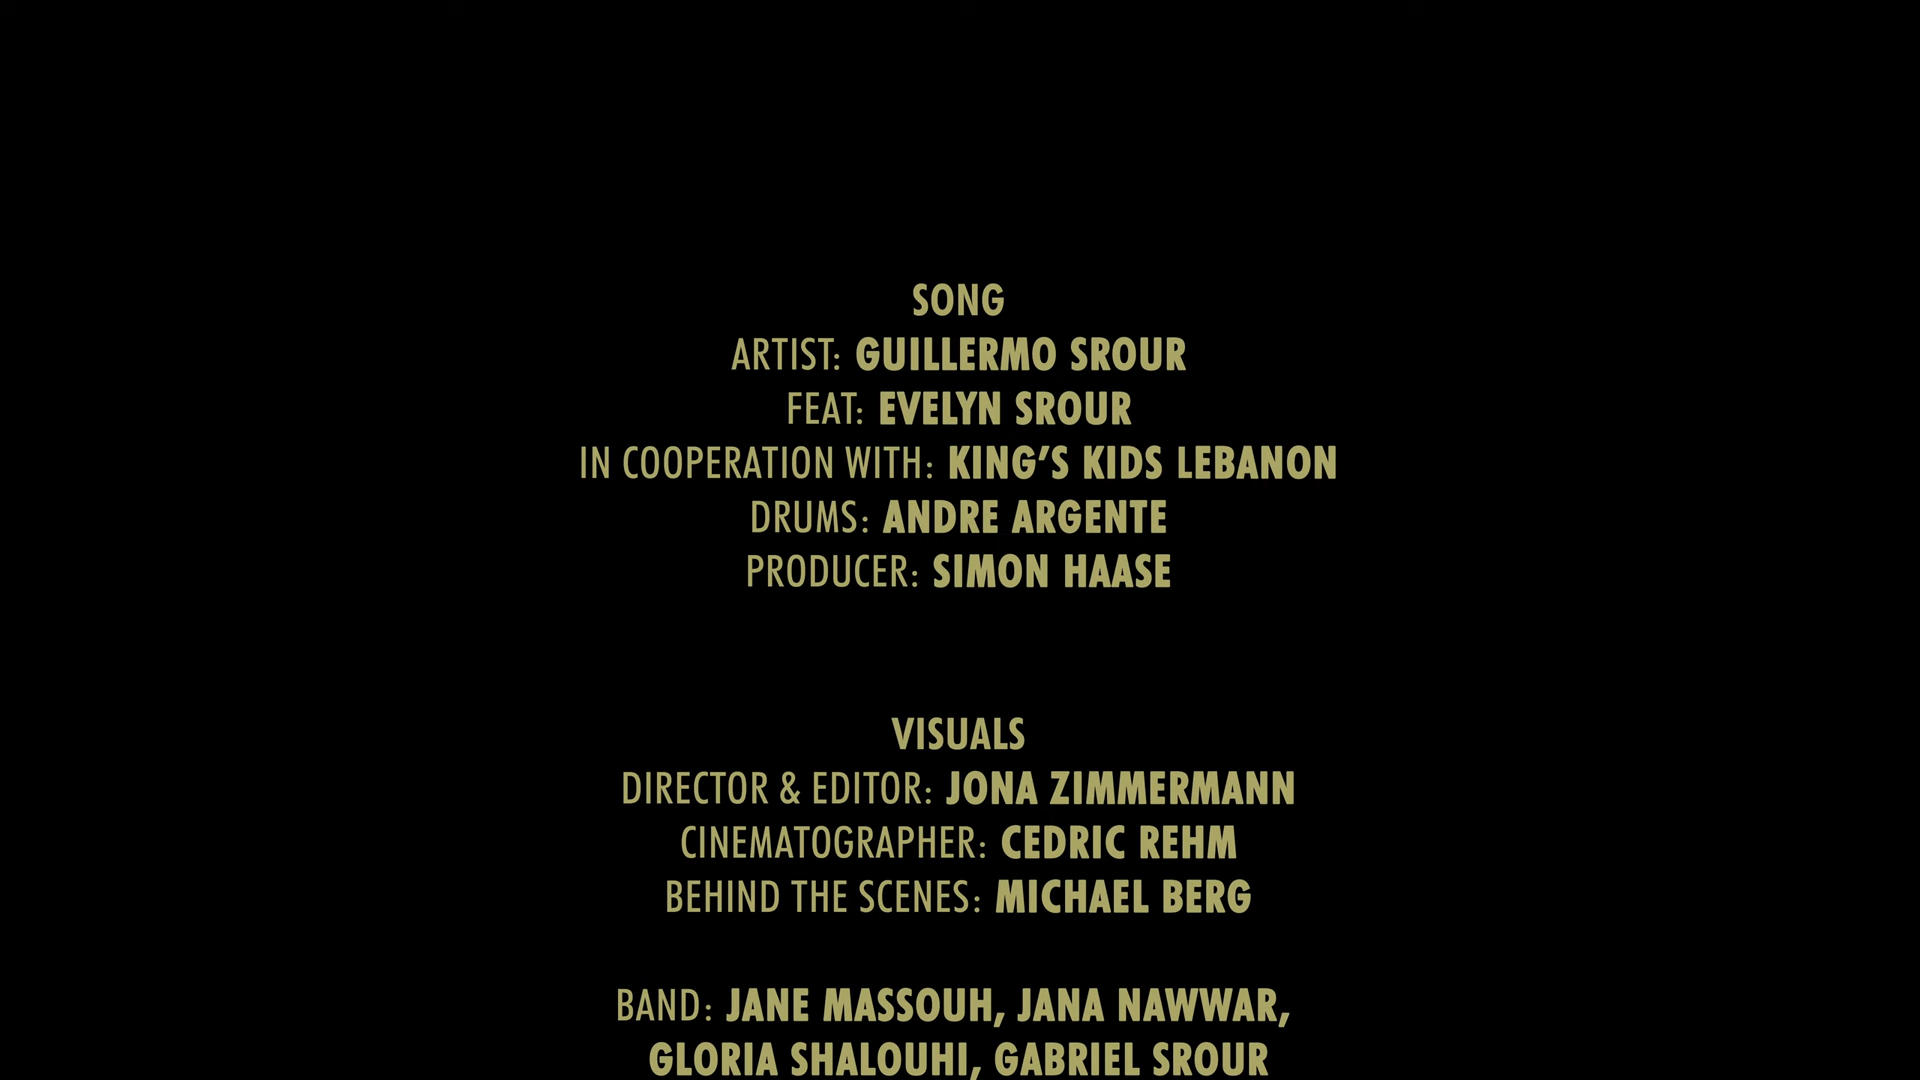 SONG
ARTIST: GUILLERMO SROUR
FEAT: EVELYN SROUR
IN COOPERATION WITH: KING’S KIDS LEBANON
DRUMS: ANDRE ARGENTE
PRODUCER: SIMON HAASE
VISUALS
DIRECTOR & EDITOR: JONA ZIMMERMANN
CINEMATOGRAPHER: CEDRIC REHM
BEHIND THE SCENES: MICHAEL BERG
BAND: JANE MASSOUH, JANA NAWWAR,
GLORIA SHALOUHI, GABRIEL SROUR